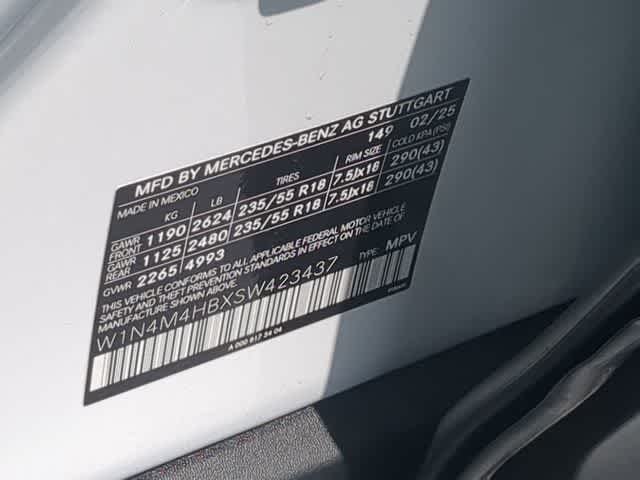 MFD BY MERCEDES-BENZ AG STUTTGART
MADE IN MEXICO 149 02/25
KG LB TIRES RIM SIZE COLD KPA (PSI)
GAWR FRONT 1190 2624 235/55 R18 7.5Jx18 290(43)
GAWR REAR 1125 2480 235/55 R18 7.5Jx18 290(43)
GVWR 2265 4993
THIS VEHICLE CONFORMS TO ALL APPLICABLE FEDERAL MOTOR VEHICLE
SAFETY AND THEFT PREVENTION STANDARDS IN EFFECT ON THE DATE OF
MANUFACTURE SHOWN ABOVE.
W1N4M4HBXSW423437 TYPE: MPV
A 000 817 34 04